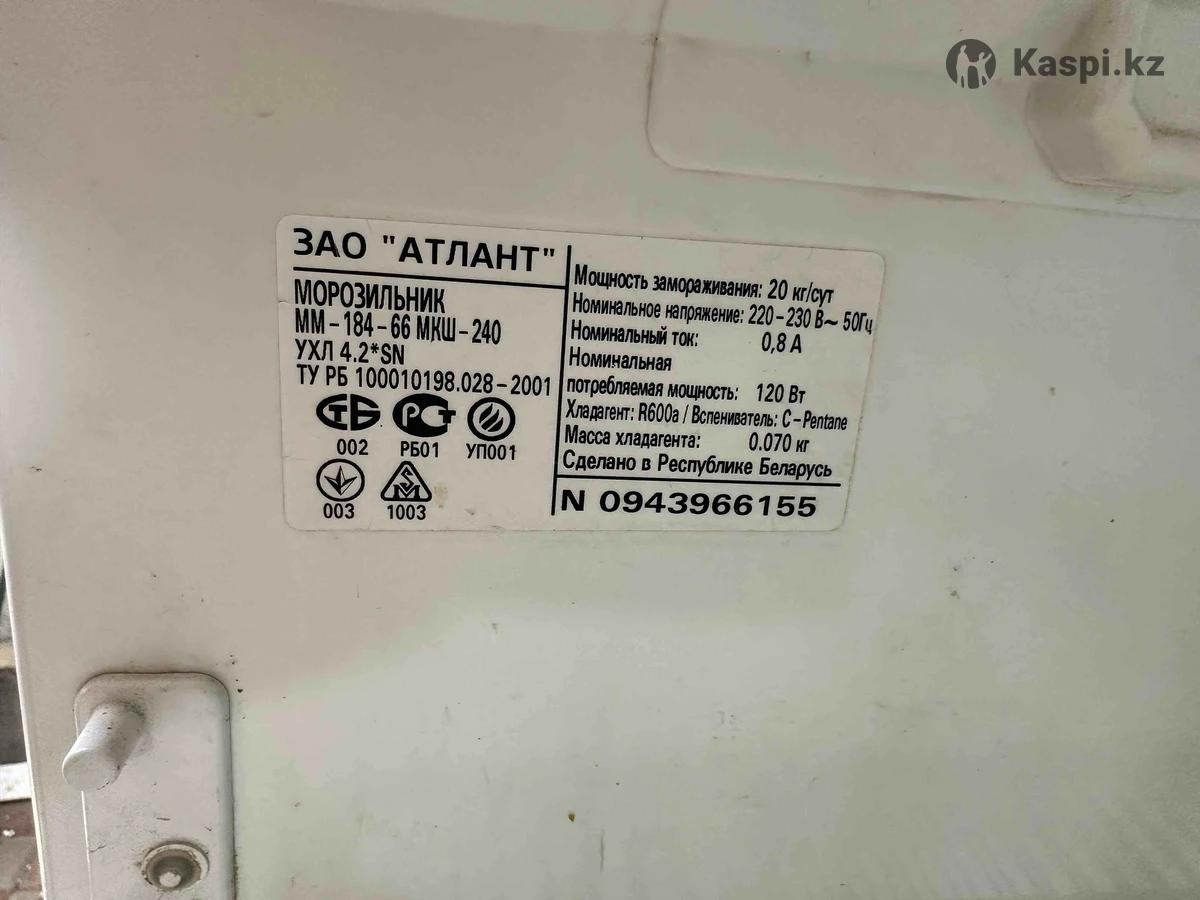 Kaspi.kz
ЗАО "АТЛАНТ"
МОРОЗИЛЬНИК
ММ-184-66 МКШ-240
УХЛ 4.2*SN
ТУ РБ 100010198.028-2001
СТБ РСТ
002 РБ01 УП001
003 1003
Мощность замораживания: 20 кг/сут
Номинальное напряжение: 220-230 В~ 50Гц
Номинальный ток: 0,8 А
Номинальная
потребляемая мощность: 120 Вт
Хладагент: R600a / Вспениватель: C-Pentane
Масса хладагента: 0.070 кг
Сделано в Республике Беларусь
N 0943966155